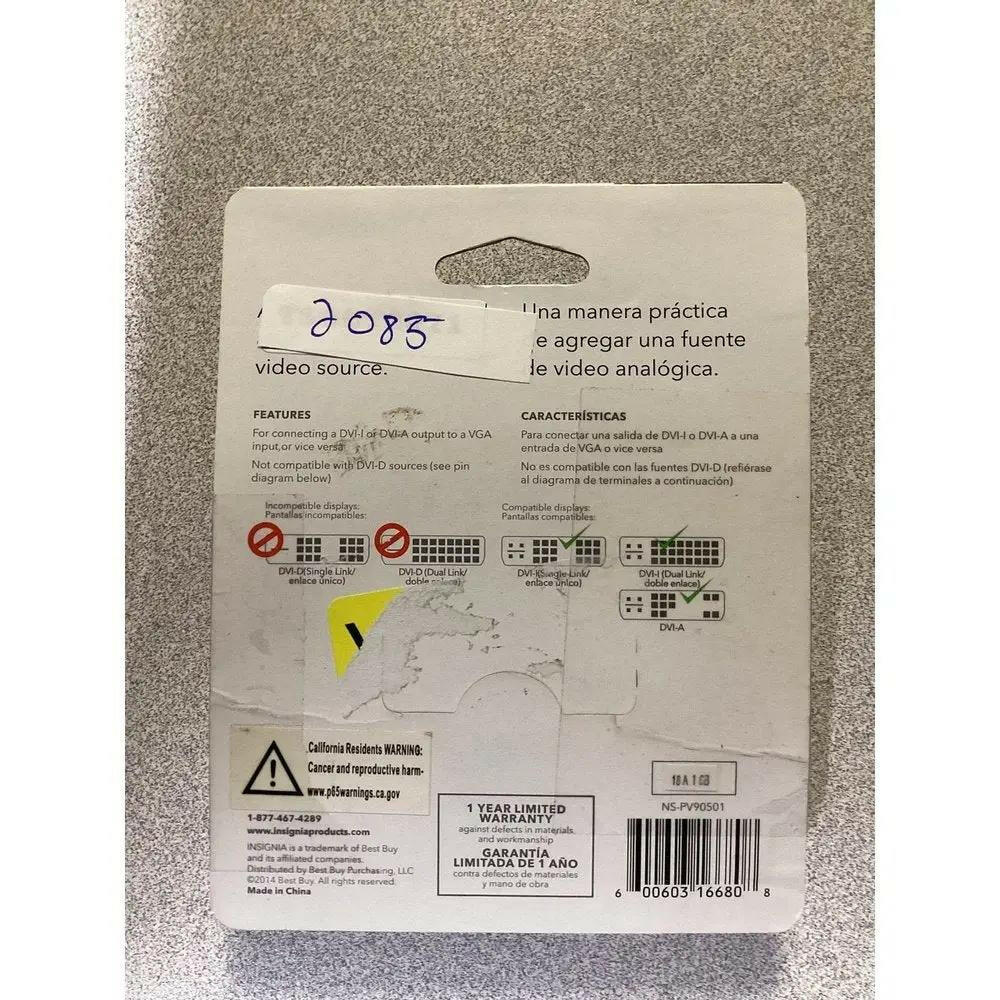 2085
video source.
Una manera práctica
de agregar una fuente
de video analógica.
FEATURES
For connecting a DVI-I or DVI-A output to a VGA
input, or vice versa
Not compatible with DVI-D sources (see pin
diagram below)
CARACTERÍSTICAS
Para conectar una salida de DVI-I o DVI-A a una
entrada de VGA o vice versa
No es compatible con las fuentes DVI-D (refiérase
al diagrama de terminales a continuación)
Incompatible displays:
Pantallas incompatibles:
Compatible displays:
Pantallas compatibles:
DVI-D(Single Link/
enlace único)
DVI-D (Dual Link/
doble enlace)
DVI-I(Single Link/
enlace único)
DVI-I (Dual Link/
doble enlace)
DVI-A
California Residents WARNING:
Cancer and reproductive harm-
www.p65warnings.ca.gov
1-877-467-4289
www.insigniaproducts.com
INSIGNIA is a trademark of Best Buy
and its affiliated companies.
Distributed by Best Buy Purchasing, LLC
©2014 Best Buy. All rights reserved.
Made in China
1 YEAR LIMITED
WARRANTY
against defects in materials
and workmanship
GARANTÍA
LIMITADA DE 1 AÑO
contra defectos de materiales
y mano de obra
NS-PV90501
6 00603 16680 8